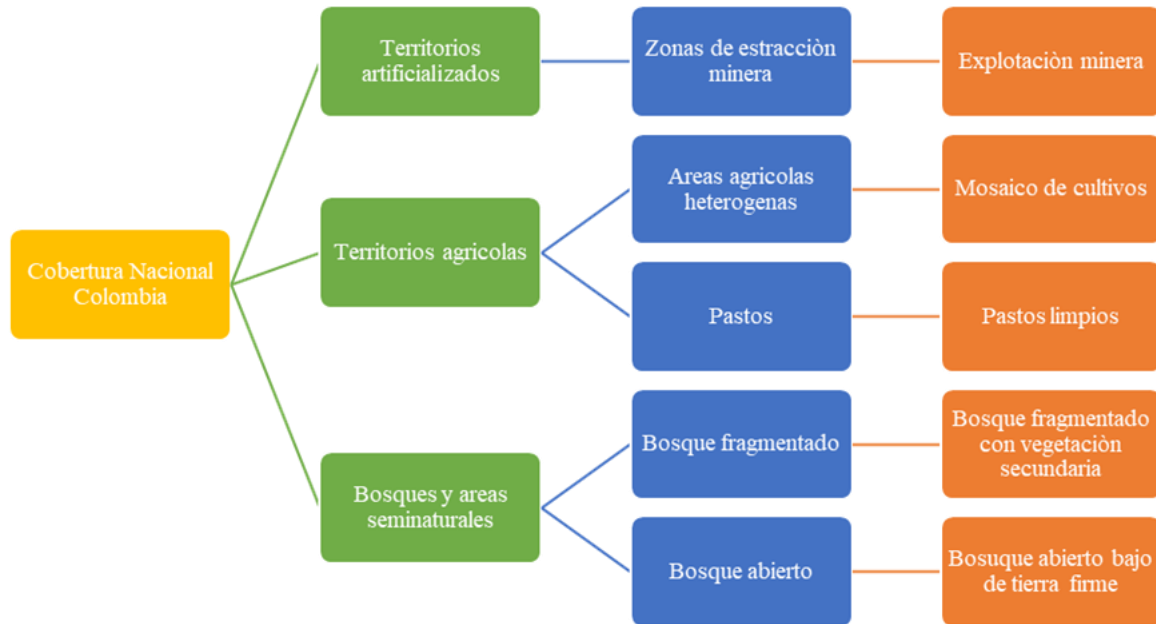 Territorios
artificializados
Zonas de estracciòn
minera
Explotaciòn minera
Cobertura Nacional
Colombia
Territorios agricolas
Areas agricolas
heterogenas
Mosaico de cultivos
Pastos
Pastos limpios
Bosques y areas
seminaturales
Bosque fragmentado
Bosque fragmentado
con vegetaciòn
secundaria
Bosque abierto
Bosuque abierto bajo
de tierra firme